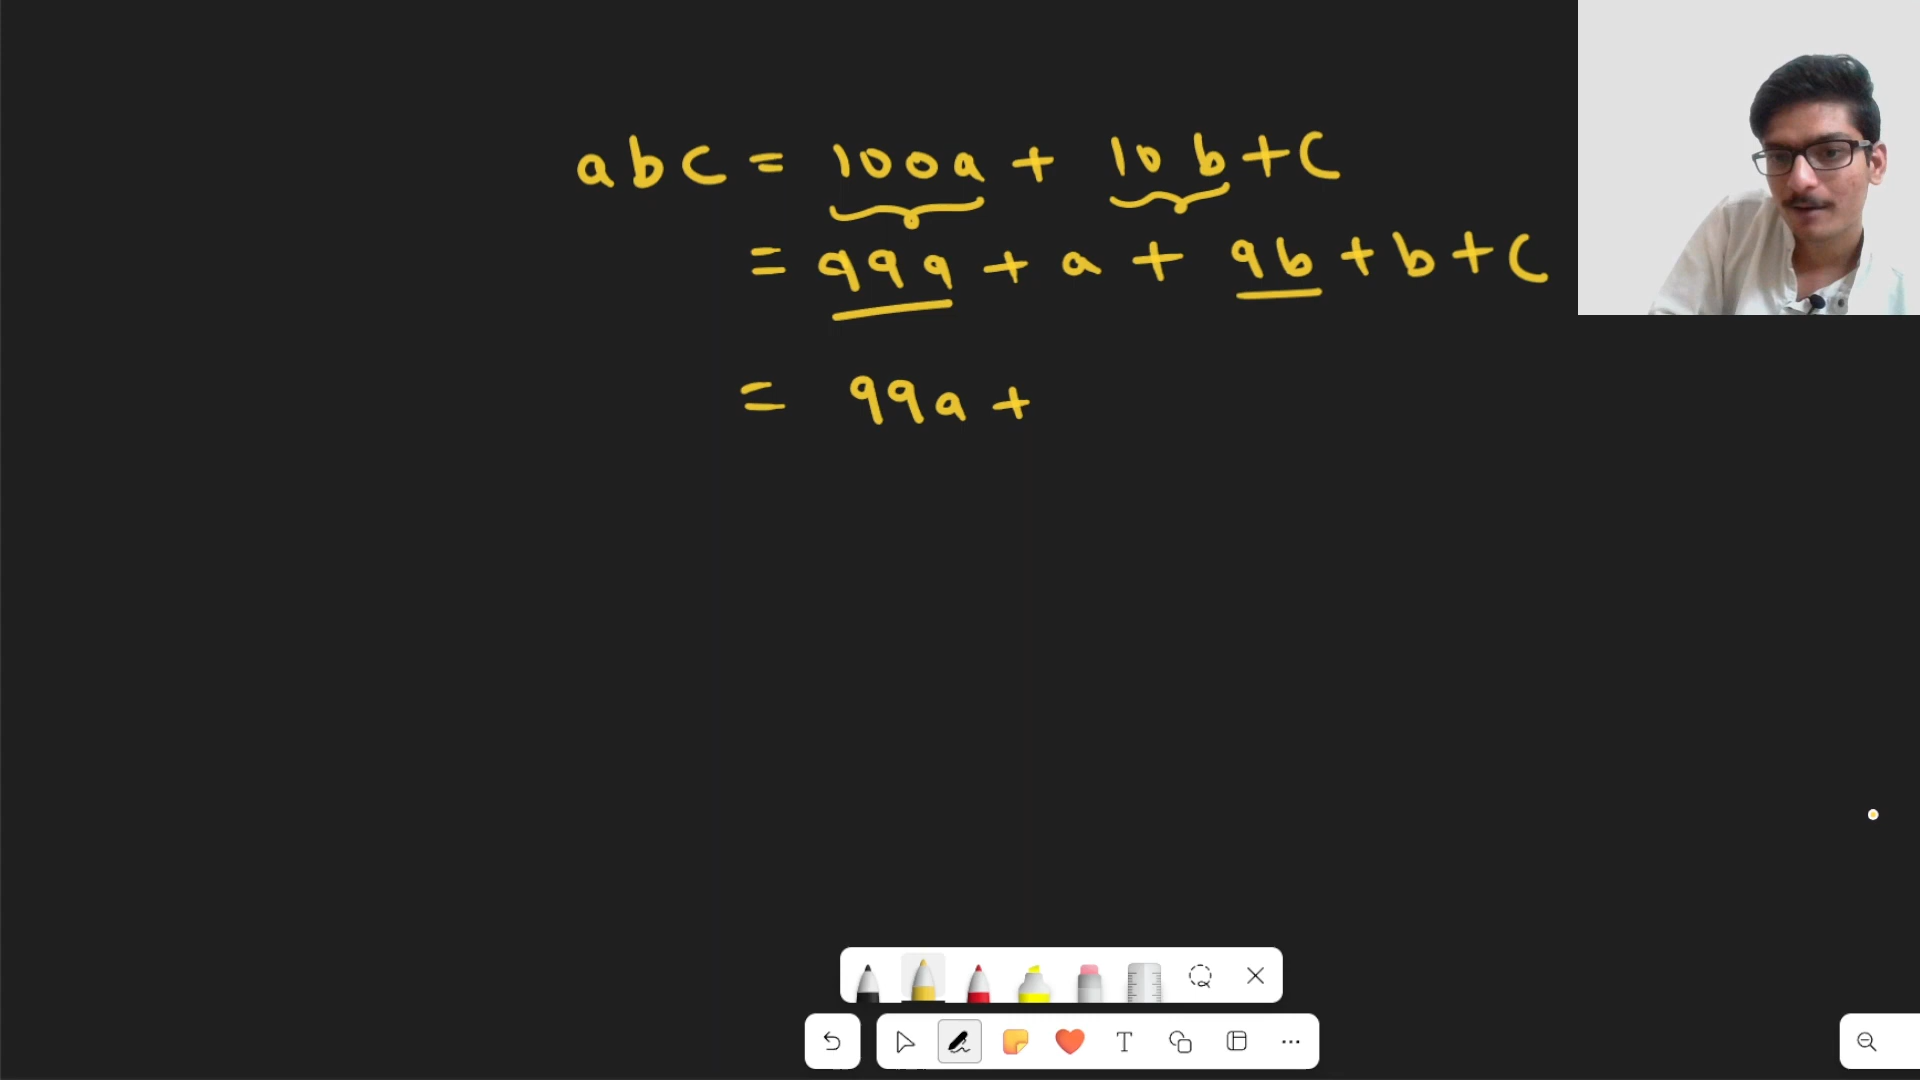 abc = 100a + 10b + c
= 99a + a + 9b + b + c
= 99a +
T